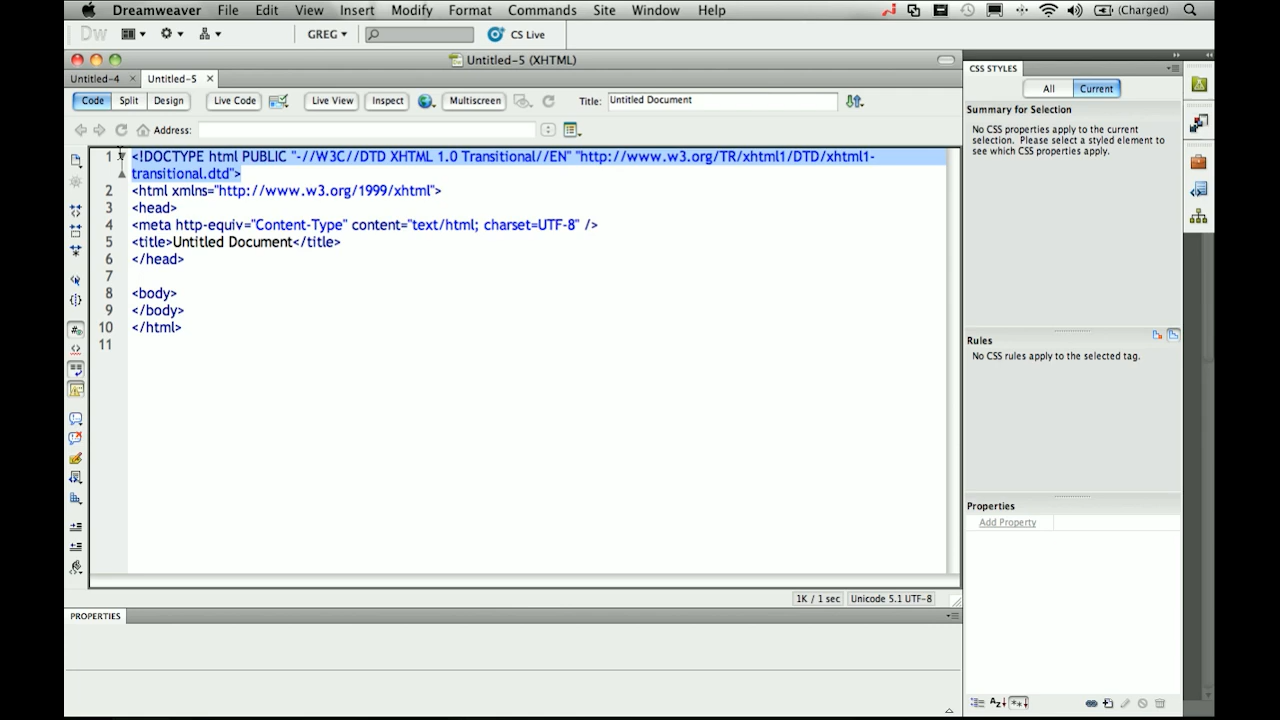 Dreamweaver File Edit View Insert Modify Format Commands Site Window Help (Charged)
Dw GREG CS Live
Untitled-5 (XHTML)
Untitled-4 × Untitled-5 ×
Code Split Design Live Code Live View Inspect Multiscreen Title: Untitled Document
Address:
1 <!DOCTYPE html PUBLIC "-//W3C//DTD XHTML 1.0 Transitional//EN" "http://www.w3.org/TR/xhtml1/DTD/xhtml1-
transitional.dtd">
2 <html xmlns="http://www.w3.org/1999/xhtml">
3 <head>
4 <meta http-equiv="Content-Type" content="text/html; charset=UTF-8" />
5 <title>Untitled Document</title>
6 </head>
7
8 <body>
9 </body>
10 </html>
11
1K / 1 sec Unicode 5.1 UTF-8
PROPERTIES
CSS STYLES
All Current
Summary for Selection
No CSS properties apply to the current
selection. Please select a styled element to
see which CSS properties apply.
Rules
No CSS rules apply to the selected tag.
Properties
Add Property